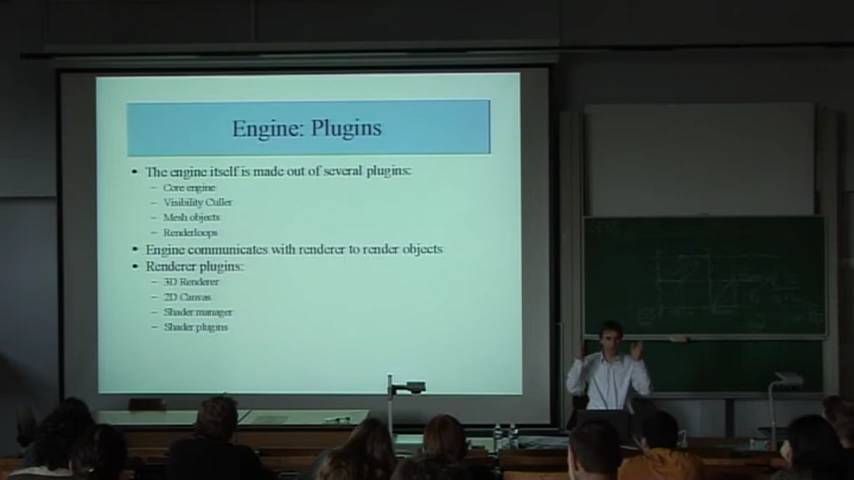 Engine: Plugins
• The engine itself is made out of several plugins:
– Core engine
– Visibility Culler
– Mesh objects
– Renderloops
• Engine communicates with renderer to render objects
• Renderer plugins:
– 3D Renderer
– 2D Canvas
– Shader manager
– Shader plugins